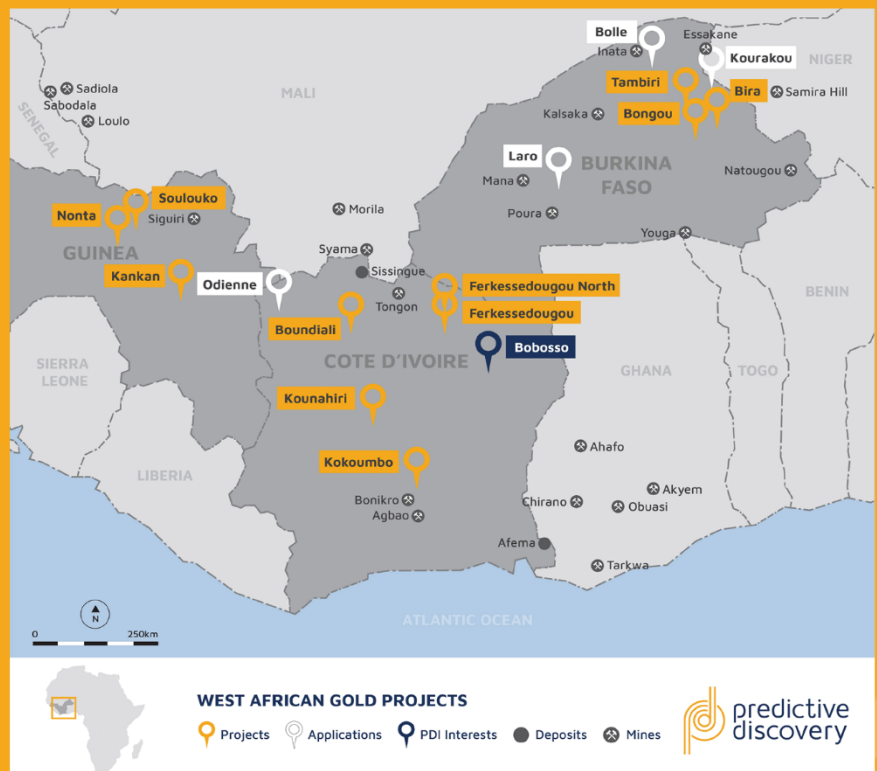 Bolle
Essakane
Inata
Kourakou
NIGER
Sadiola
Sabodala
MALI
Tambiri
Bira
Samira Hill
Loulo
Kalsaka
Bongou
SENEGAL
Laro
BURKINA
FASO
Natougou
Mana
Soulouko
Nonta
Siguiri
Morila
Poura
Youga
GUINEA
Syama
Kankan
Odienne
Sissingue
Ferkessedougou North
Tongon
BENIN
Boundiali
Ferkessedougou
Bobosso
COTE D'IVOIRE
SIERRA
LEONE
GHANA
TOGO
Kounahiri
Ahafo
Kokoumbo
LIBERIA
Akyem
Bonikro
Chirano
Obuasi
Agbao
Afema
Tarkwa
N
0 250km
ATLANTIC OCEAN
WEST AFRICAN GOLD PROJECTS
Projects Applications PDI Interests Deposits Mines
predictive
discovery